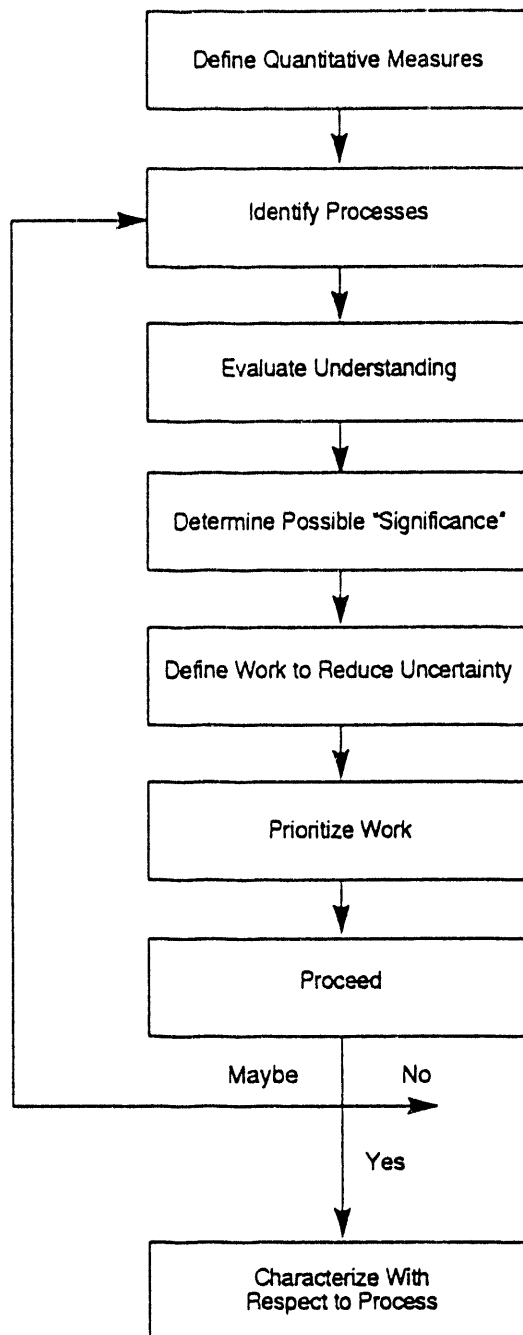 Define Quantitative Measures
Identify Processes
Evaluate Understanding
Determine Possible "Significance"
Define Work to Reduce Uncertainty
Prioritize Work
Proceed
Maybe No
Yes
Characterize With
Respect to Process